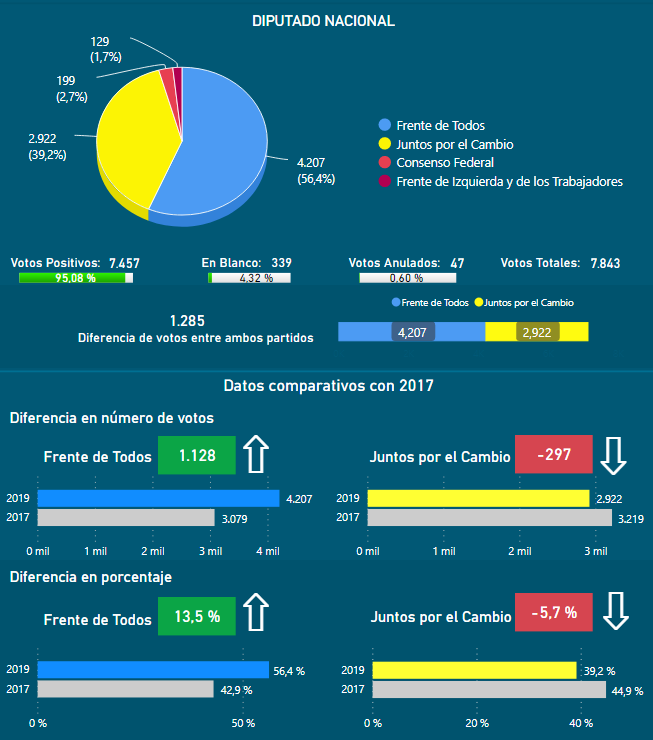 DIPUTADO NACIONAL
129
(1,7%)
199
(2,7%)
2.922
(39,2%)
4.207
(56,4%)
Frente de Todos
Juntos por el Cambio
Consenso Federal
Frente de Izquierda y de los Trabajadores
Votos Positivos: 7.457
95,08 %
En Blanco: 339
4,32 %
Votos Anulados: 47
0,60 %
Votos Totales: 7.843
1.285
Diferencia de votos entre ambos partidos
Frente de Todos Juntos por el Cambio
4,207 2,922
Datos comparativos con 2017
Diferencia en número de votos
Frente de Todos 1.128
2019 4.207
2017 3.079
0 mil 1 mil 2 mil 3 mil 4 mil
Juntos por el Cambio -297
2019 2.922
2017 3.219
0 mil 1 mil 2 mil 3 mil
Diferencia en porcentaje
Frente de Todos 13,5 %
2019 56,4 %
2017 42,9 %
0 % 50 %
Juntos por el Cambio -5,7 %
2019 39,2 %
2017 44,9 %
0 % 20 % 40 %